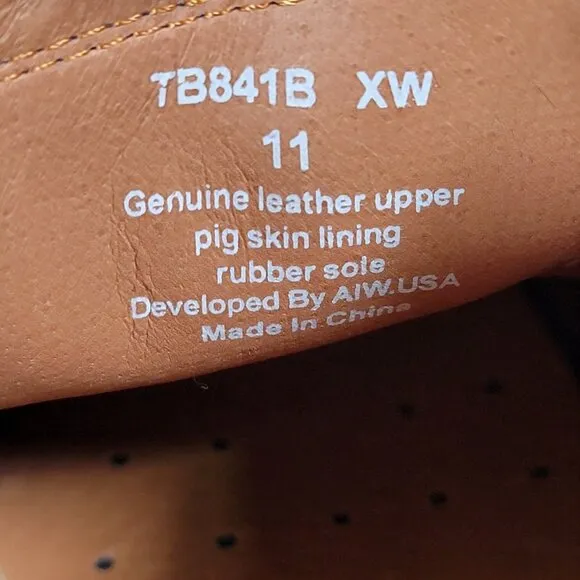 TB841B XW
11
Genuine leather upper
pig skin lining
rubber sole
Developed By AIW.USA
Made In China